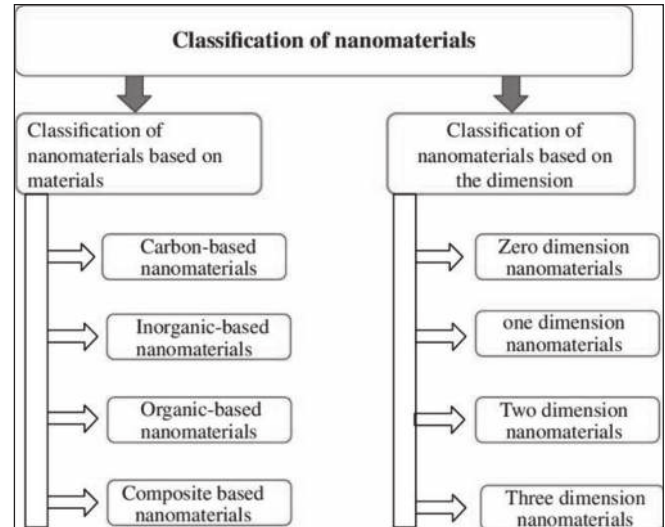 Classification of nanomaterials
Classification of
nanomaterials based on
materials
Carbon-based
nanomaterials
Inorganic-based
nanomaterials
Organic-based
nanomaterials
Composite based
nanomaterials
Classification of
nanomaterials based on
the dimension
Zero dimension
nanomaterials
one dimension
nanomaterials
Two dimension
nanomaterials
Three dimension
nanomaterials